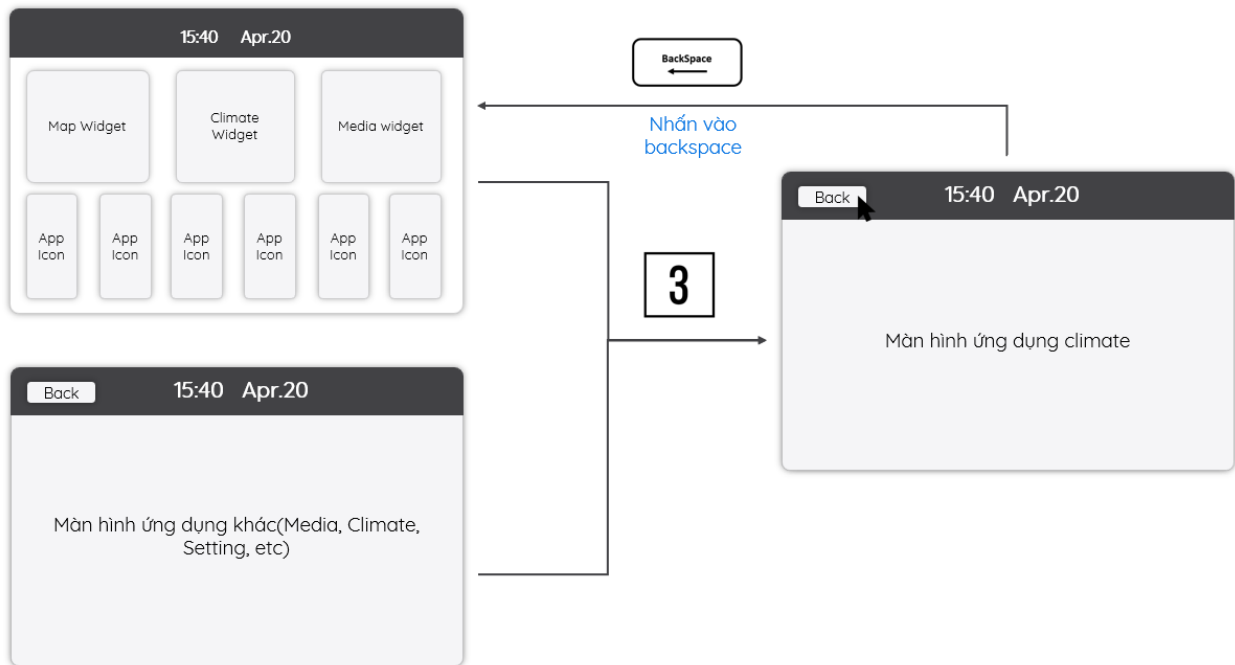 15:40 Apr.20
Map Widget
Climate
Widget
Media widget
App
Icon
App
Icon
App
Icon
App
Icon
App
Icon
App
Icon
BackSpace
Nhấn vào
backspace
3
Back 15:40 Apr.20
Màn hình ứng dụng climate
Back 15:40 Apr.20
Màn hình ứng dụng khác(Media, Climate,
Setting, etc)